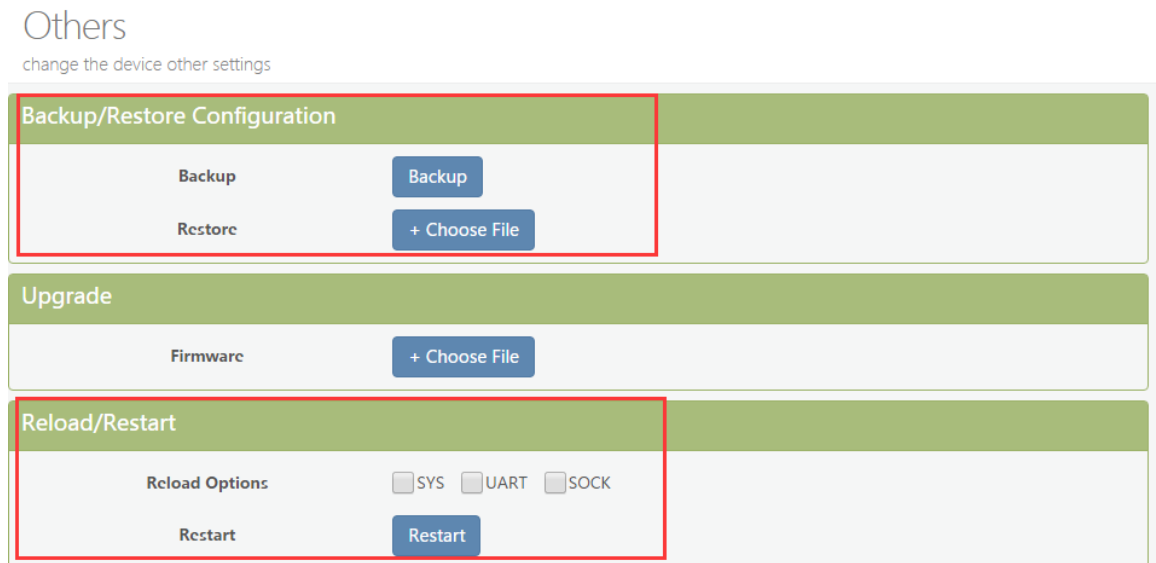 Others
change the device other settings
Backup/Restore Configuration
Backup Backup
Restore + Choose File
Upgrade
Firmware + Choose File
Reload/Restart
Reload Options SYS UART SOCK
Restart Restart